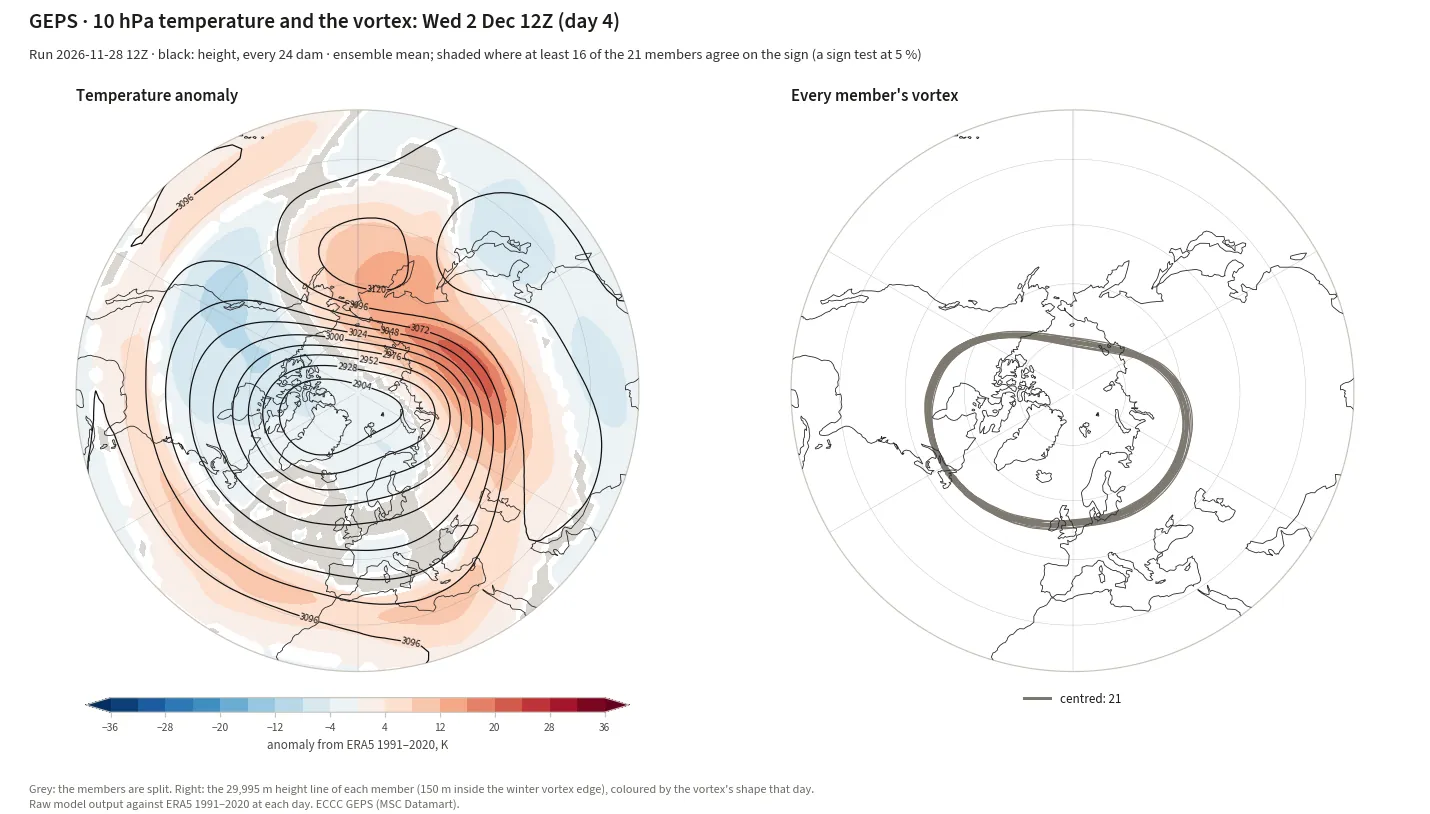 GEPS · 10 hPa temperature and the vortex: Wed 2 Dec 12Z (day 4)
Run 2026-11-28 12Z · black: height, every 24 dam · ensemble mean; shaded where at least 16 of the 21 members agree on the sign (a sign test at 5 %)
Temperature anomaly
Every member's vortex
3096
3120
3096
3072
3048
3024
3000
2976
2952
2928
2904
3096
3096
centred: 21
−36 −28 −20 −12 −4 4 12 20 28 36
anomaly from ERA5 1991–2020, K
Grey: the members are split. Right: the 29,995 m height line of each member (150 m inside the winter vortex edge), coloured by the vortex's shape that day.
Raw model output against ERA5 1991–2020 at each day. ECCC GEPS (MSC Datamart).